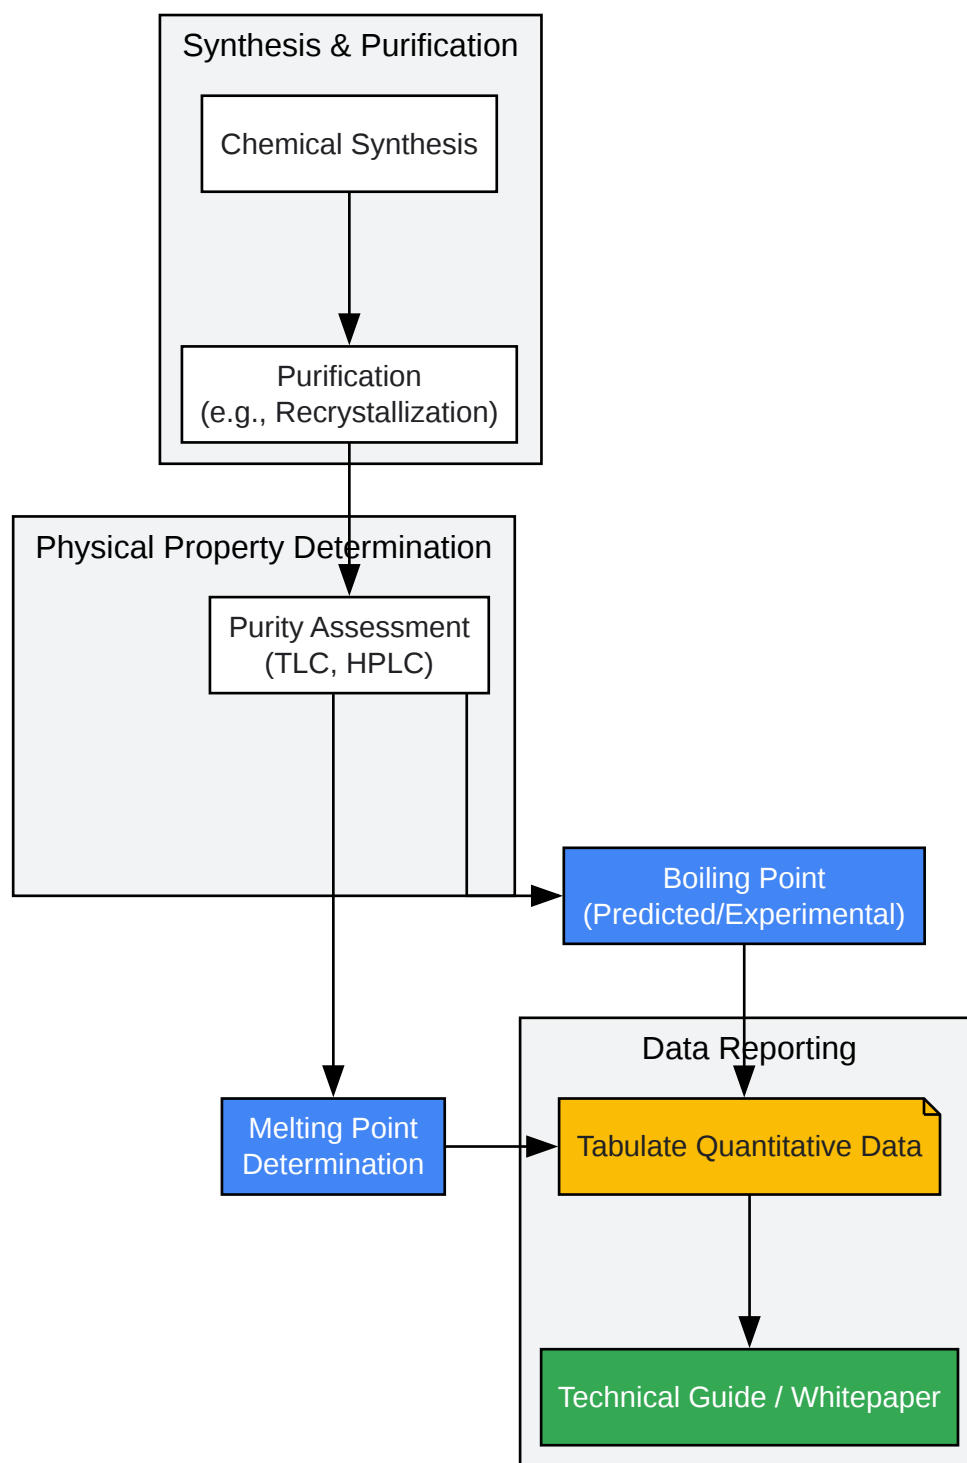 Synthesis & Purification
Chemical Synthesis
Purification
(e.g., Recrystallization)
Physical Property Determination
Purity Assessment
(TLC, HPLC)
Boiling Point
(Predicted/Experimental)
Data Reporting
Melting Point
Determination
Tabulate Quantitative Data
Technical Guide / Whitepaper